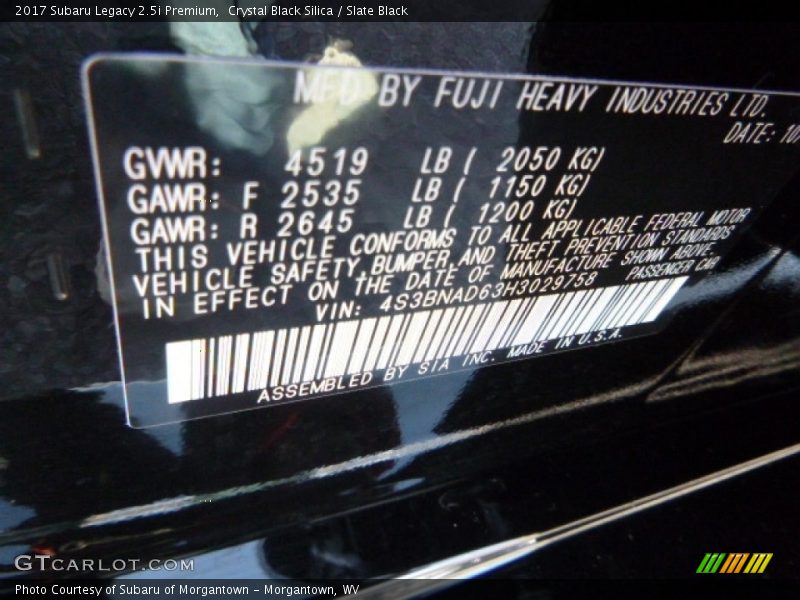 2017 Subaru Legacy 2.5i Premium,  Crystal Black Silica / Slate Black
MFD BY FUJI HEAVY INDUSTRIES LTD.
DATE: 10
GVWR: 4519 LB ( 2050 KG)
GAWR: F 2535 LB ( 1150 KG)
GAWR: R 2645 LB ( 1200 KG)
THIS VEHICLE CONFORMS TO ALL APPLICABLE FEDERAL MOTOR
VEHICLE SAFETY,BUMPER,AND THEFT PREVENTION STANDARDS
IN EFFECT ON THE DATE OF MANUFACTURE SHOWN ABOVE.
VIN: 4S3BNAD63H3029758 PASSENGER CAR
ASSEMBLED BY SIA INC. MADE IN U.S.A.
GTCARLOT.COM
Photo Courtesy of Subaru of Morgantown – Morgantown, WV